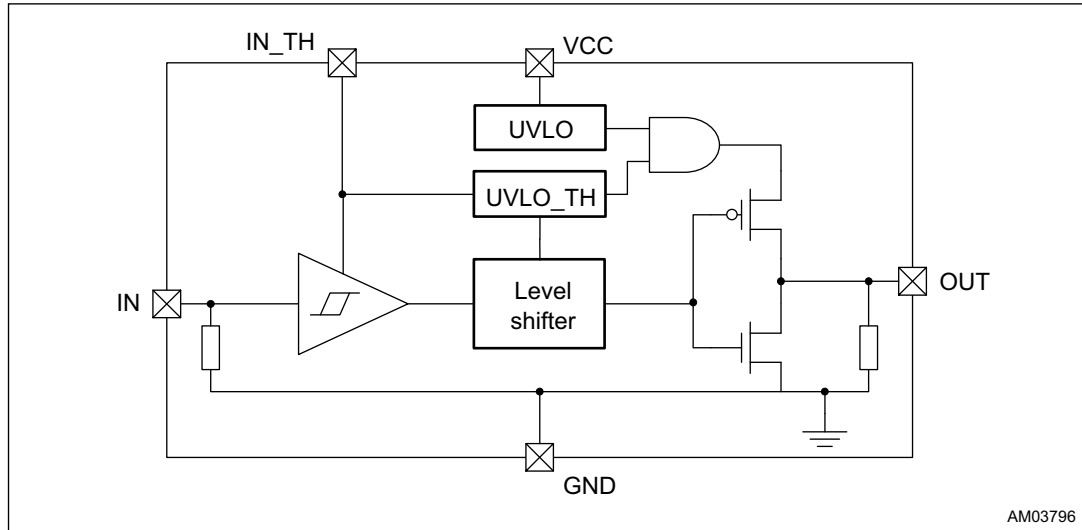 IN_TH
VCC
UVLO
UVLO_TH
IN
Level
shifter
OUT
GND
AM03796